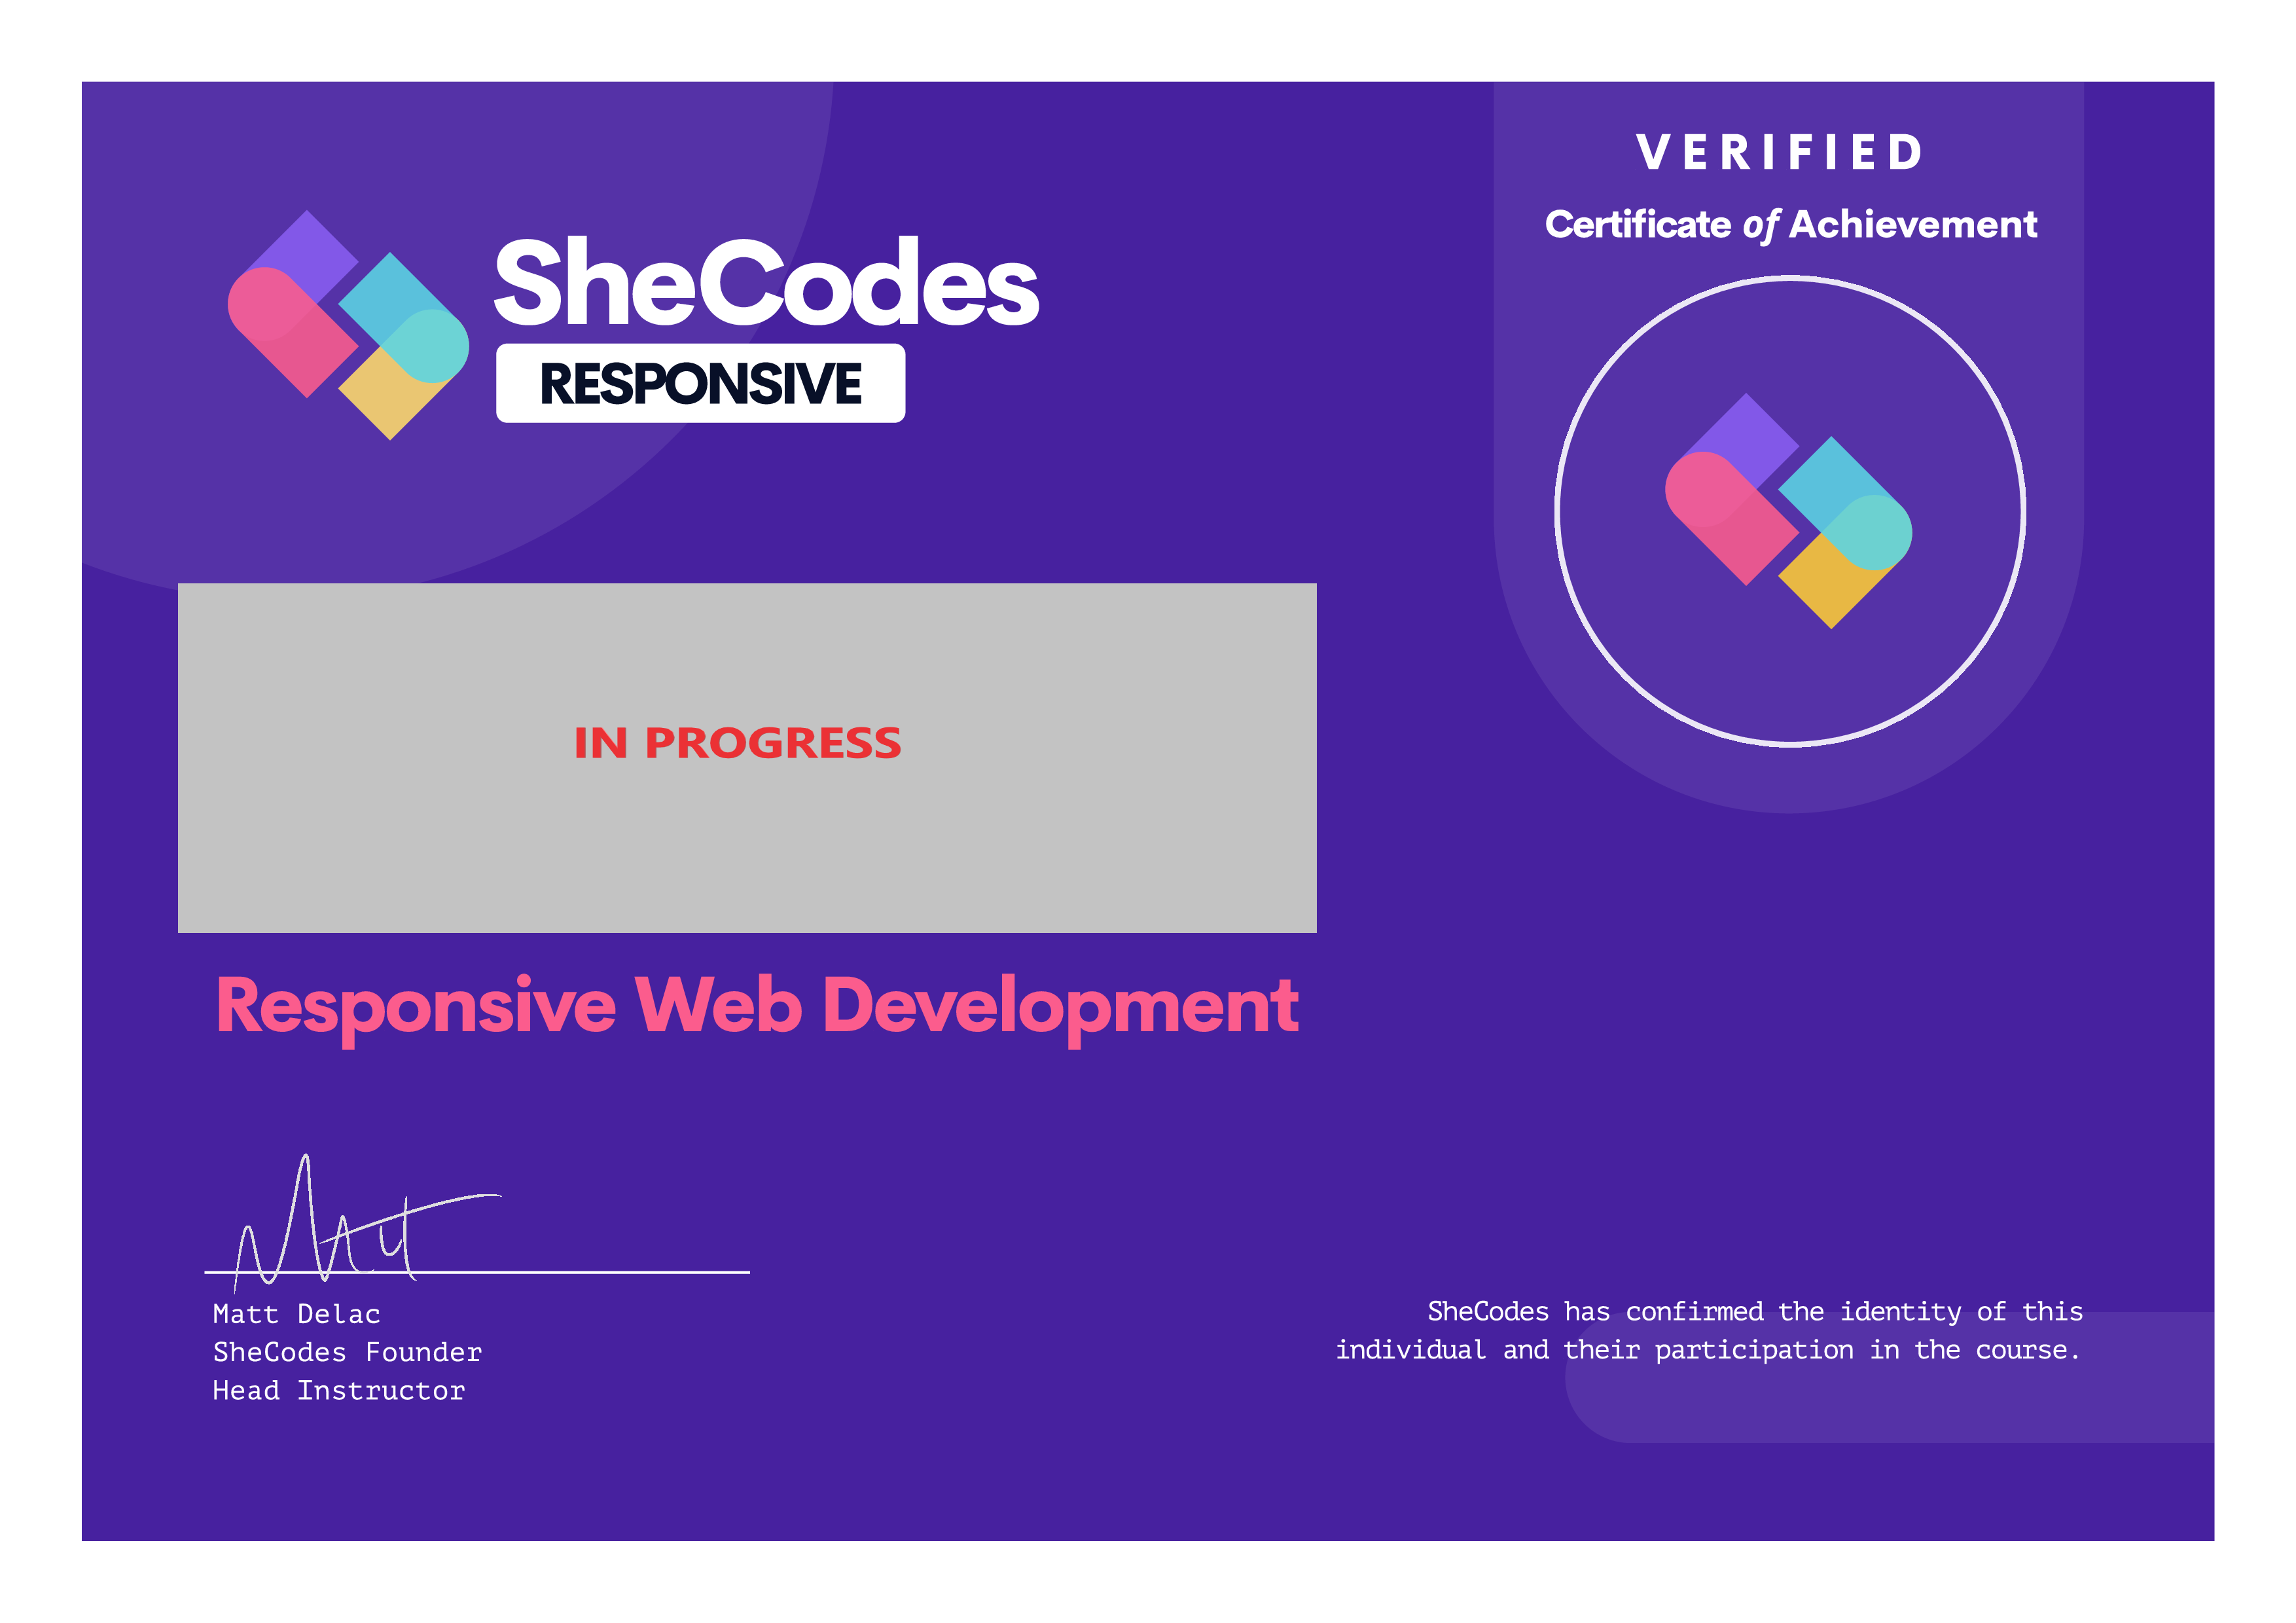 SheCodes
RESPONSIVE
VERIFIED
Certificate of Achievement
IN PROGRESS
Responsive Web Development
Matt Delac
SheCodes Founder
Head Instructor
SheCodes has confirmed the identity of this
individual and their participation in the course.